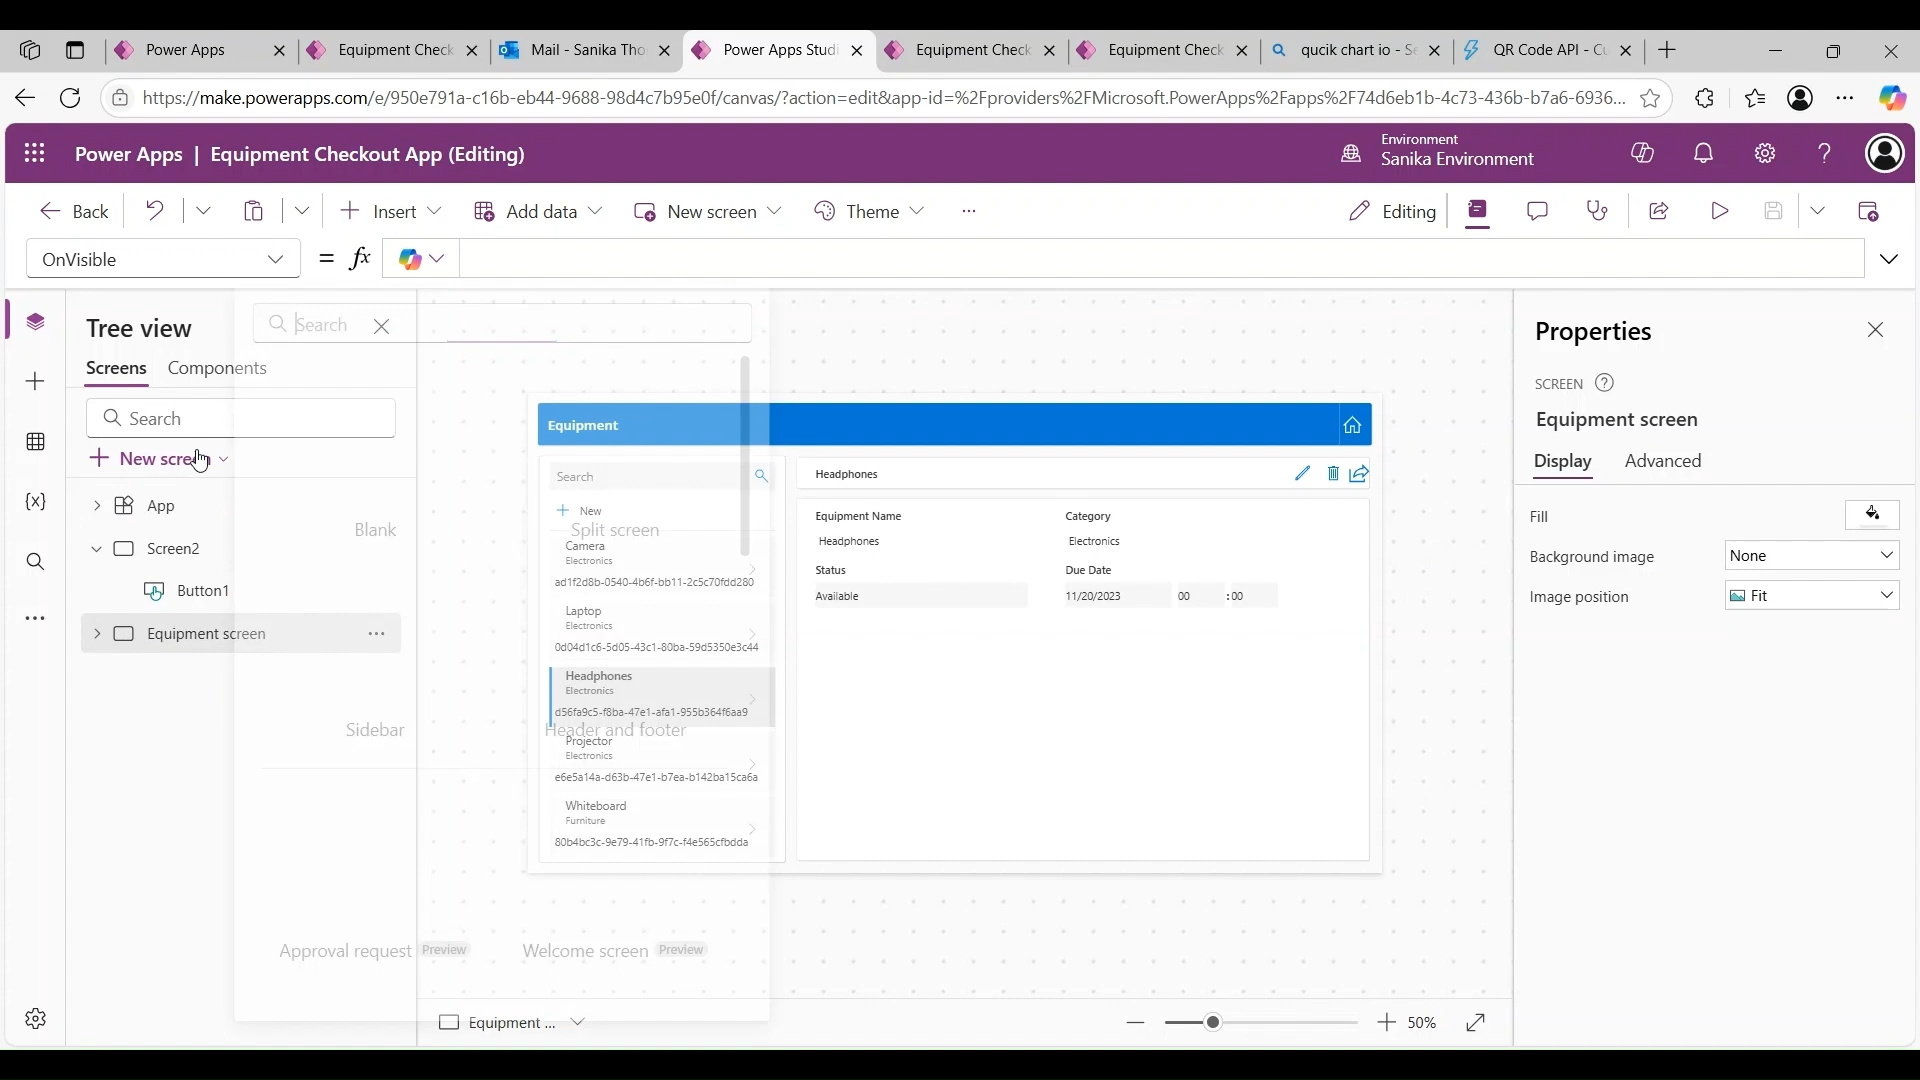 Power Apps
Equipment Check
Mail - Sanika Tho
Power Apps Studi
Equipment Check
Equipment Check
qucik chart io - Se
QR Code API - Cu
https://make.powerapps.com/e/950e791a-c16b-eb44-9688-98d4c7b95e0f/canvas/?action=edit&app-id=%2Fproviders%2FMicrosoft.PowerApps%2Fapps%2F74d6eb1b-4c73-436b-b7a6-6936...
Power Apps | Equipment Checkout App (Editing)
Environment
Sanika Environment
Back
Insert
Add data
New screen
Theme
Editing
OnVisible
= fx
Tree view
Screens
Components
Search
New screen
App
Screen2
Button1
Equipment screen
Search
Blank
Split screen
Sidebar
Header and footer
Approval request Preview
Welcome screen Preview
Equipment
Search
New
Camera
Electronics
ad1f2d8b-0540-4b6f-bb11-2c5c70fdd280
Laptop
Electronics
0d04d1c6-5d05-43c1-80ba-59d5350e3c44
Headphones
Electronics
d56fa9c5-f8ba-47e1-afa1-955b364f6aa9
Projector
Electronics
e6e5a14a-d63b-47e1-b7ea-b142ba15ca6a
Whiteboard
Furniture
80b4bc3c-9e79-41fb-9f7c-f4e565cfbdda
Headphones
Equipment Name
Category
Headphones
Electronics
Status
Due Date
Available
11/20/2023
00
:00
Equipment ...
50%
Properties
SCREEN
Equipment screen
Display
Advanced
Fill
Background image
None
Image position
Fit